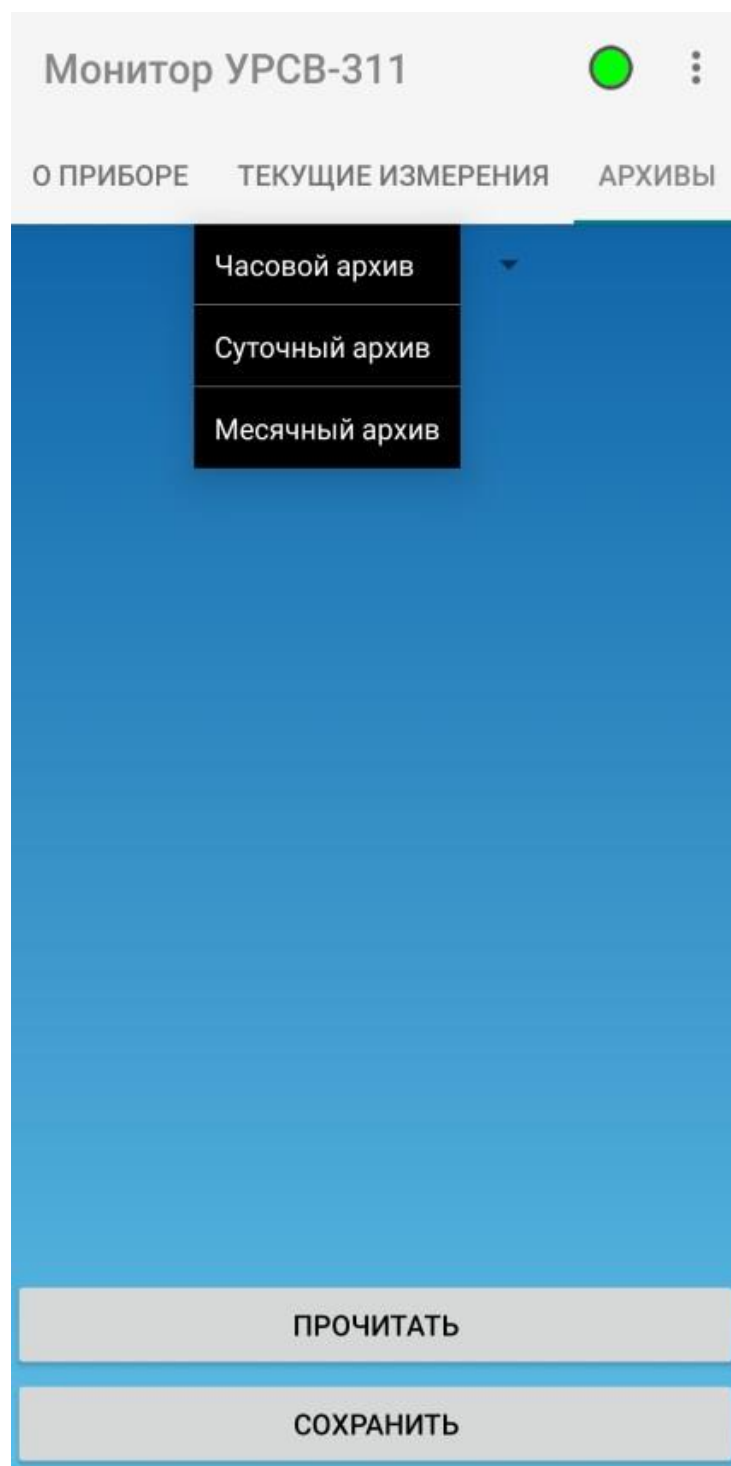 Монитор УРСВ-311
О ПРИБОРЕ ТЕКУЩИЕ ИЗМЕРЕНИЯ АРХИВЫ
Часовой архив
Суточный архив
Месячный архив
ПРОЧИТАТЬ
СОХРАНИТЬ